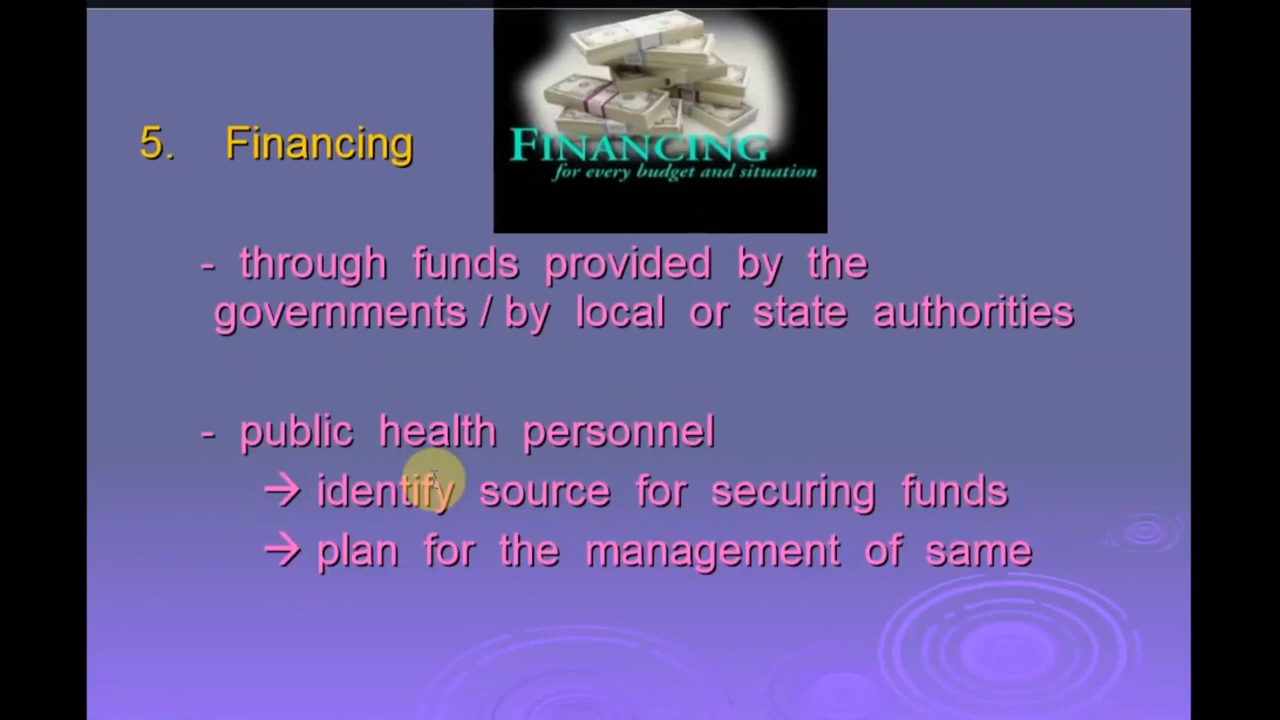 FINANCING
for every budget and situation
5. Financing
- through funds provided by the
governments / by local or state authorities
- public health personnel
→ identify source for securing funds
→ plan for the management of same